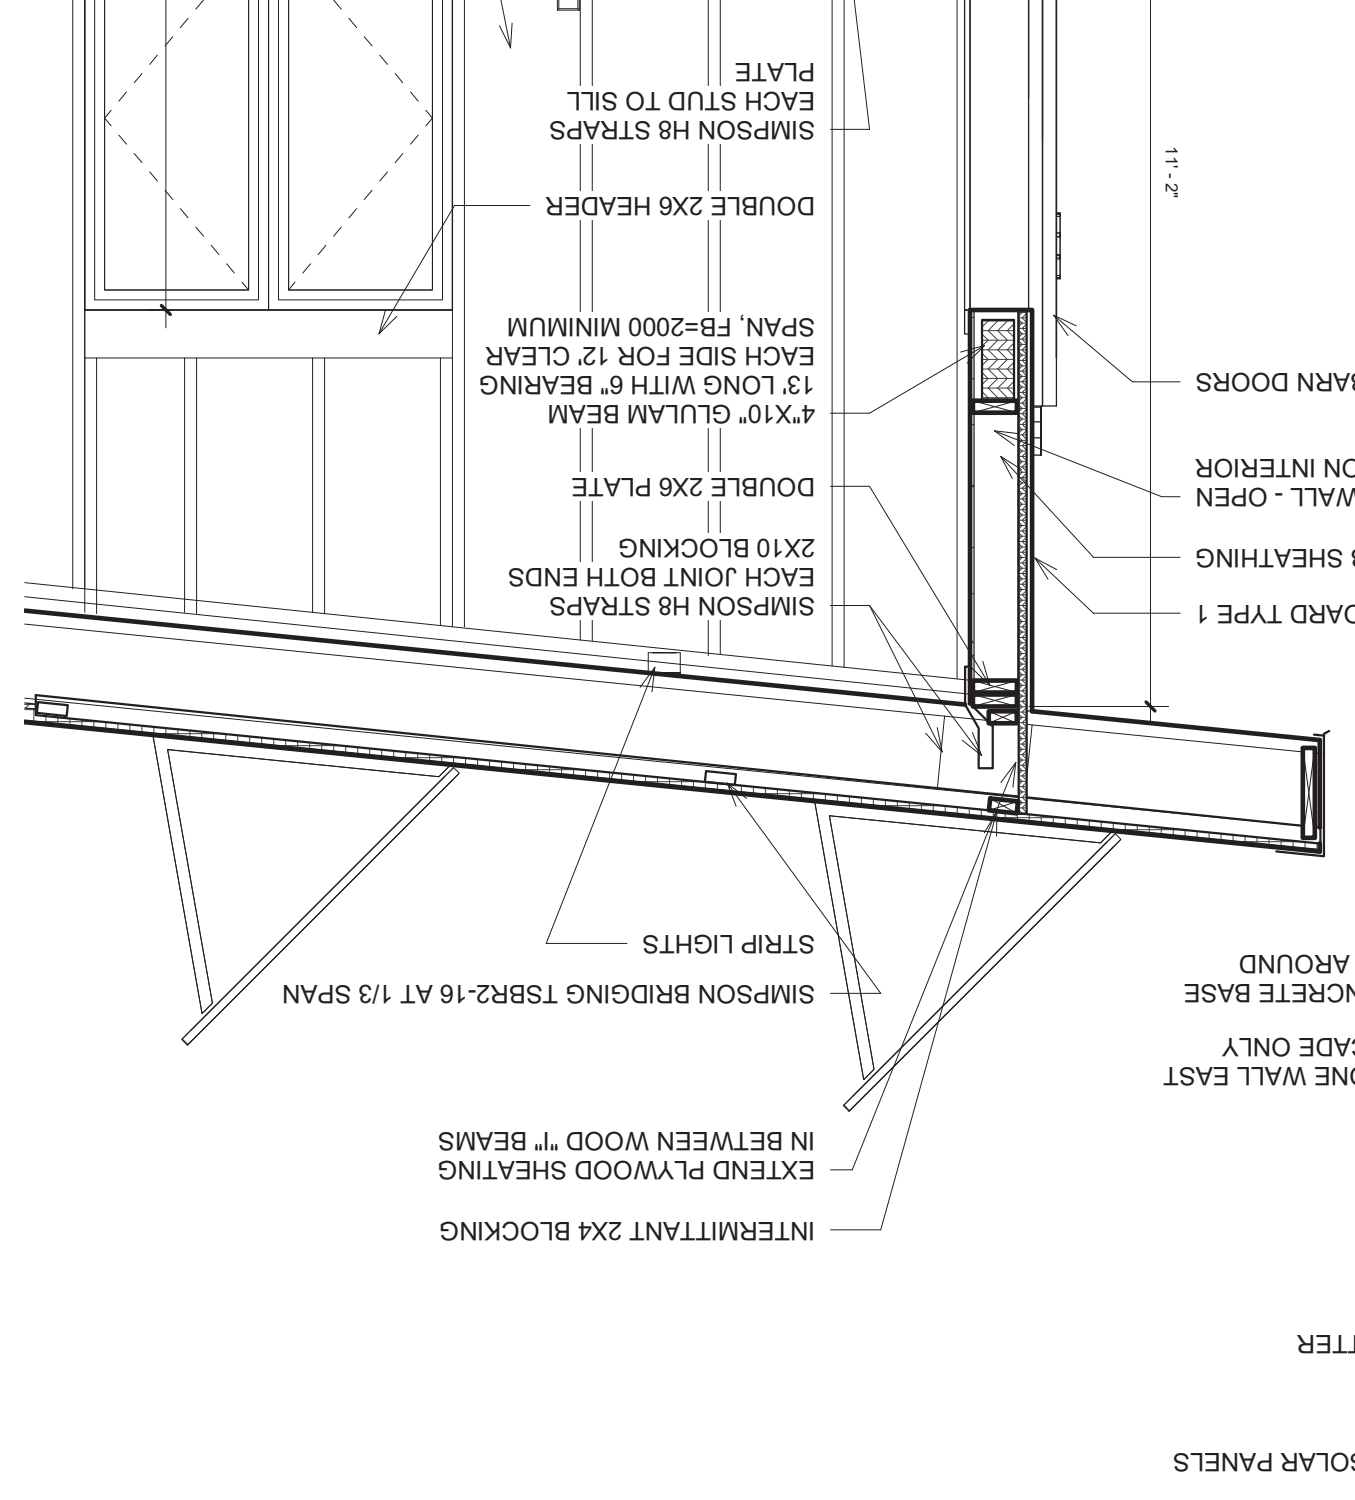 SOLAR PANELS
TTER
INTERMITTANT 2X4 BLOCKING
EXTEND PLYWOOD SHEATING
IN BETWEEN WOOD "I" BEAMS
ONE WALL EAST
CADE ONLY
NCRETE BASE
AROUND
SIMPSON BRIDGING TSBR2-16 AT 1/3 SPAN
STRIP LIGHTS
OARD TYPE 1
SHEATHING
WALL - OPEN
ON INTERIOR
ARN DOORS
SIMPSON H8 STRAPS
EACH JOINT BOTH ENDS
2X10 BLOCKING
DOUBLE 2X6 PLATE
4"X10" GLULAM BEAM
13' LONG WITH 6" BEARING
EACH SIDE FOR 12' CLEAR
SPAN, FB=2000 MINIMUM
DOUBLE 2X6 HEADER
11' - 2"
SIMPSON H8 STRAPS
EACH STUD TO SILL
PLATE